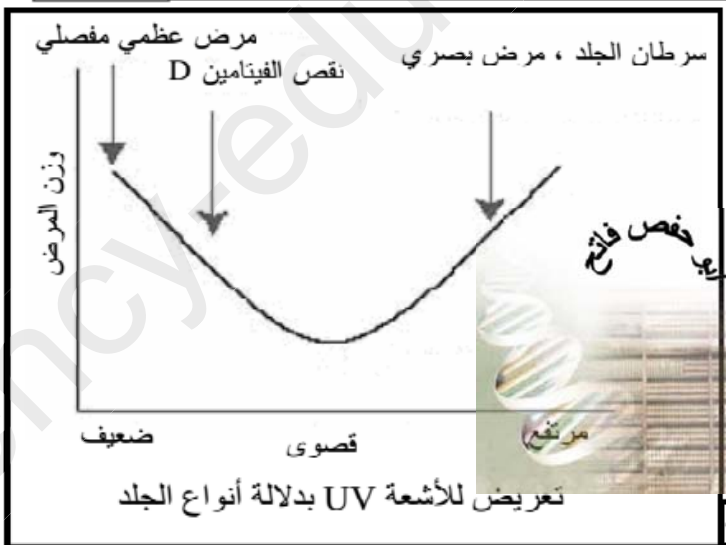 مرض عظمي مفصلي
نقص الفيتامين D
سرطان الجلد ، مرض بصري
وزن المرض
حفص فاتح
ضعيف
قصوى
مرتفع
تعريض للأشعة UV بدلالة أنواع الجلد